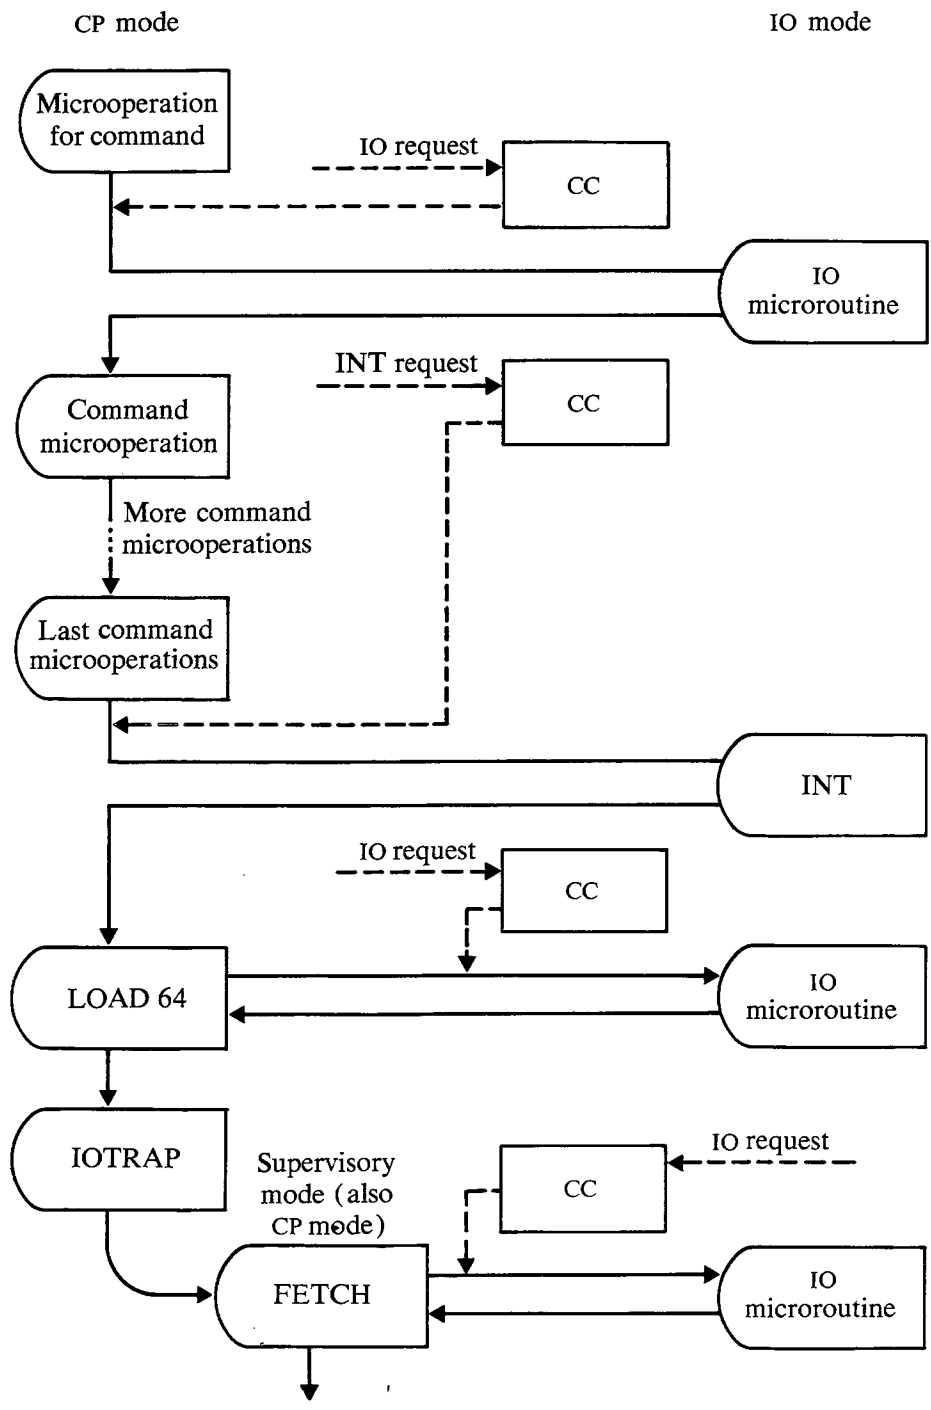 CP mode
IO mode
Microoperation
for command
IO request
CC
IO
microroutine
INT request
CC
Command
microoperation
More command
microoperations
Last command
microoperations
INT
IO request
CC
LOAD 64
IO
microroutine
IOTRAP
Supervisory
mode (also
CP mode)
IO request
CC
FETCH
IO
microroutine